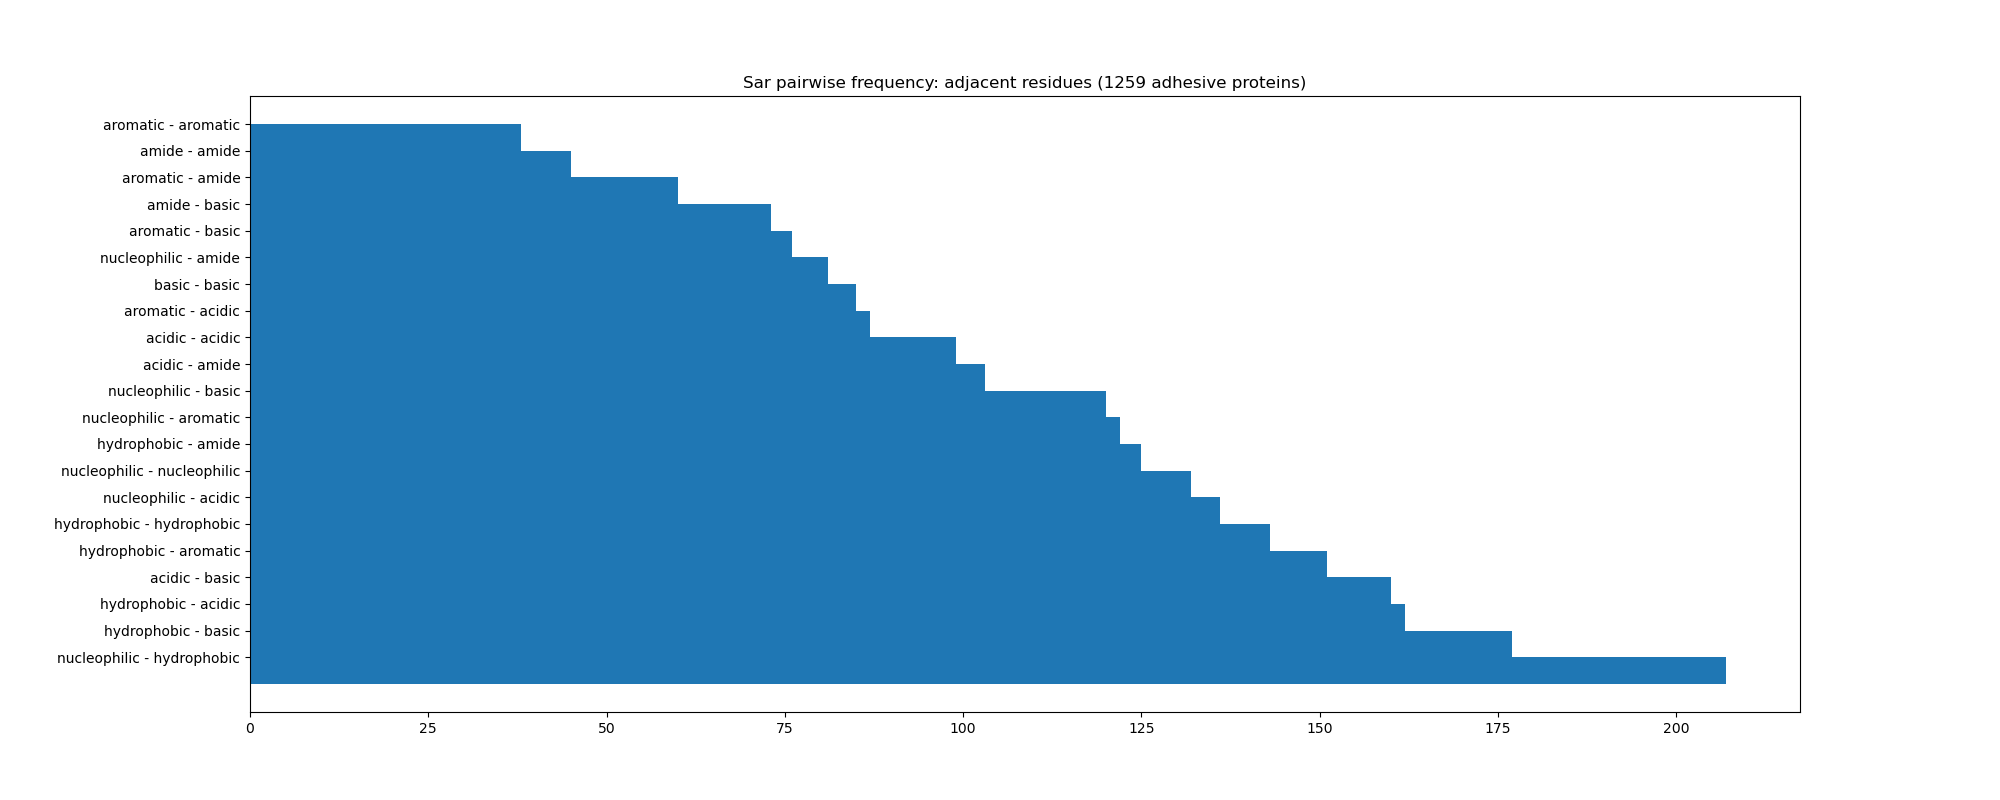 Sar pairwise frequency: adjacent residues (1259 adhesive proteins)
aromatic - aromatic
amide - amide
aromatic - amide
amide - basic
aromatic - basic
nucleophilic - amide
basic - basic
aromatic - acidic
acidic - acidic
acidic - amide
nucleophilic - basic
nucleophilic - aromatic
hydrophobic - amide
nucleophilic - nucleophilic
nucleophilic - acidic
hydrophobic - hydrophobic
hydrophobic - aromatic
acidic - basic
hydrophobic - acidic
hydrophobic - basic
nucleophilic - hydrophobic
0 25 50 75 100 125 150 175 200